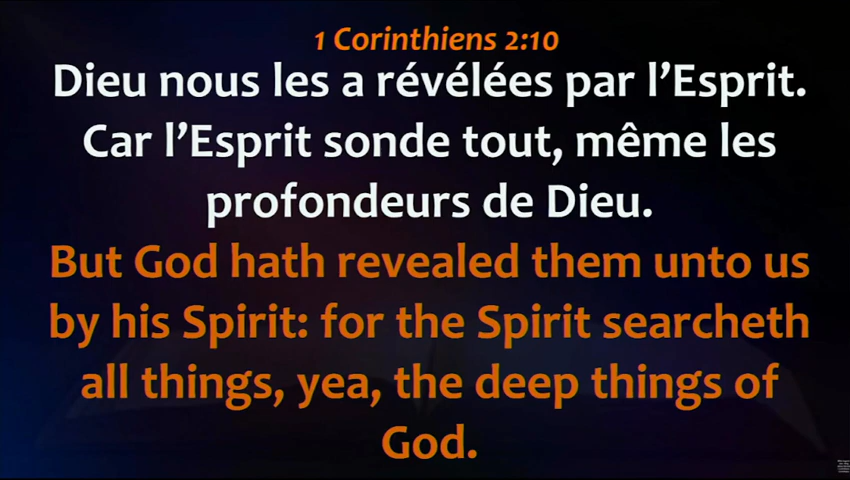 1 Corinthiens 2:10
Dieu nous les a révélées par l’Esprit.
Car l’Esprit sonde tout, même les
profondeurs de Dieu.
But God hath revealed them unto us
by his Spirit: for the Spirit searcheth
all things, yea, the deep things of
God.